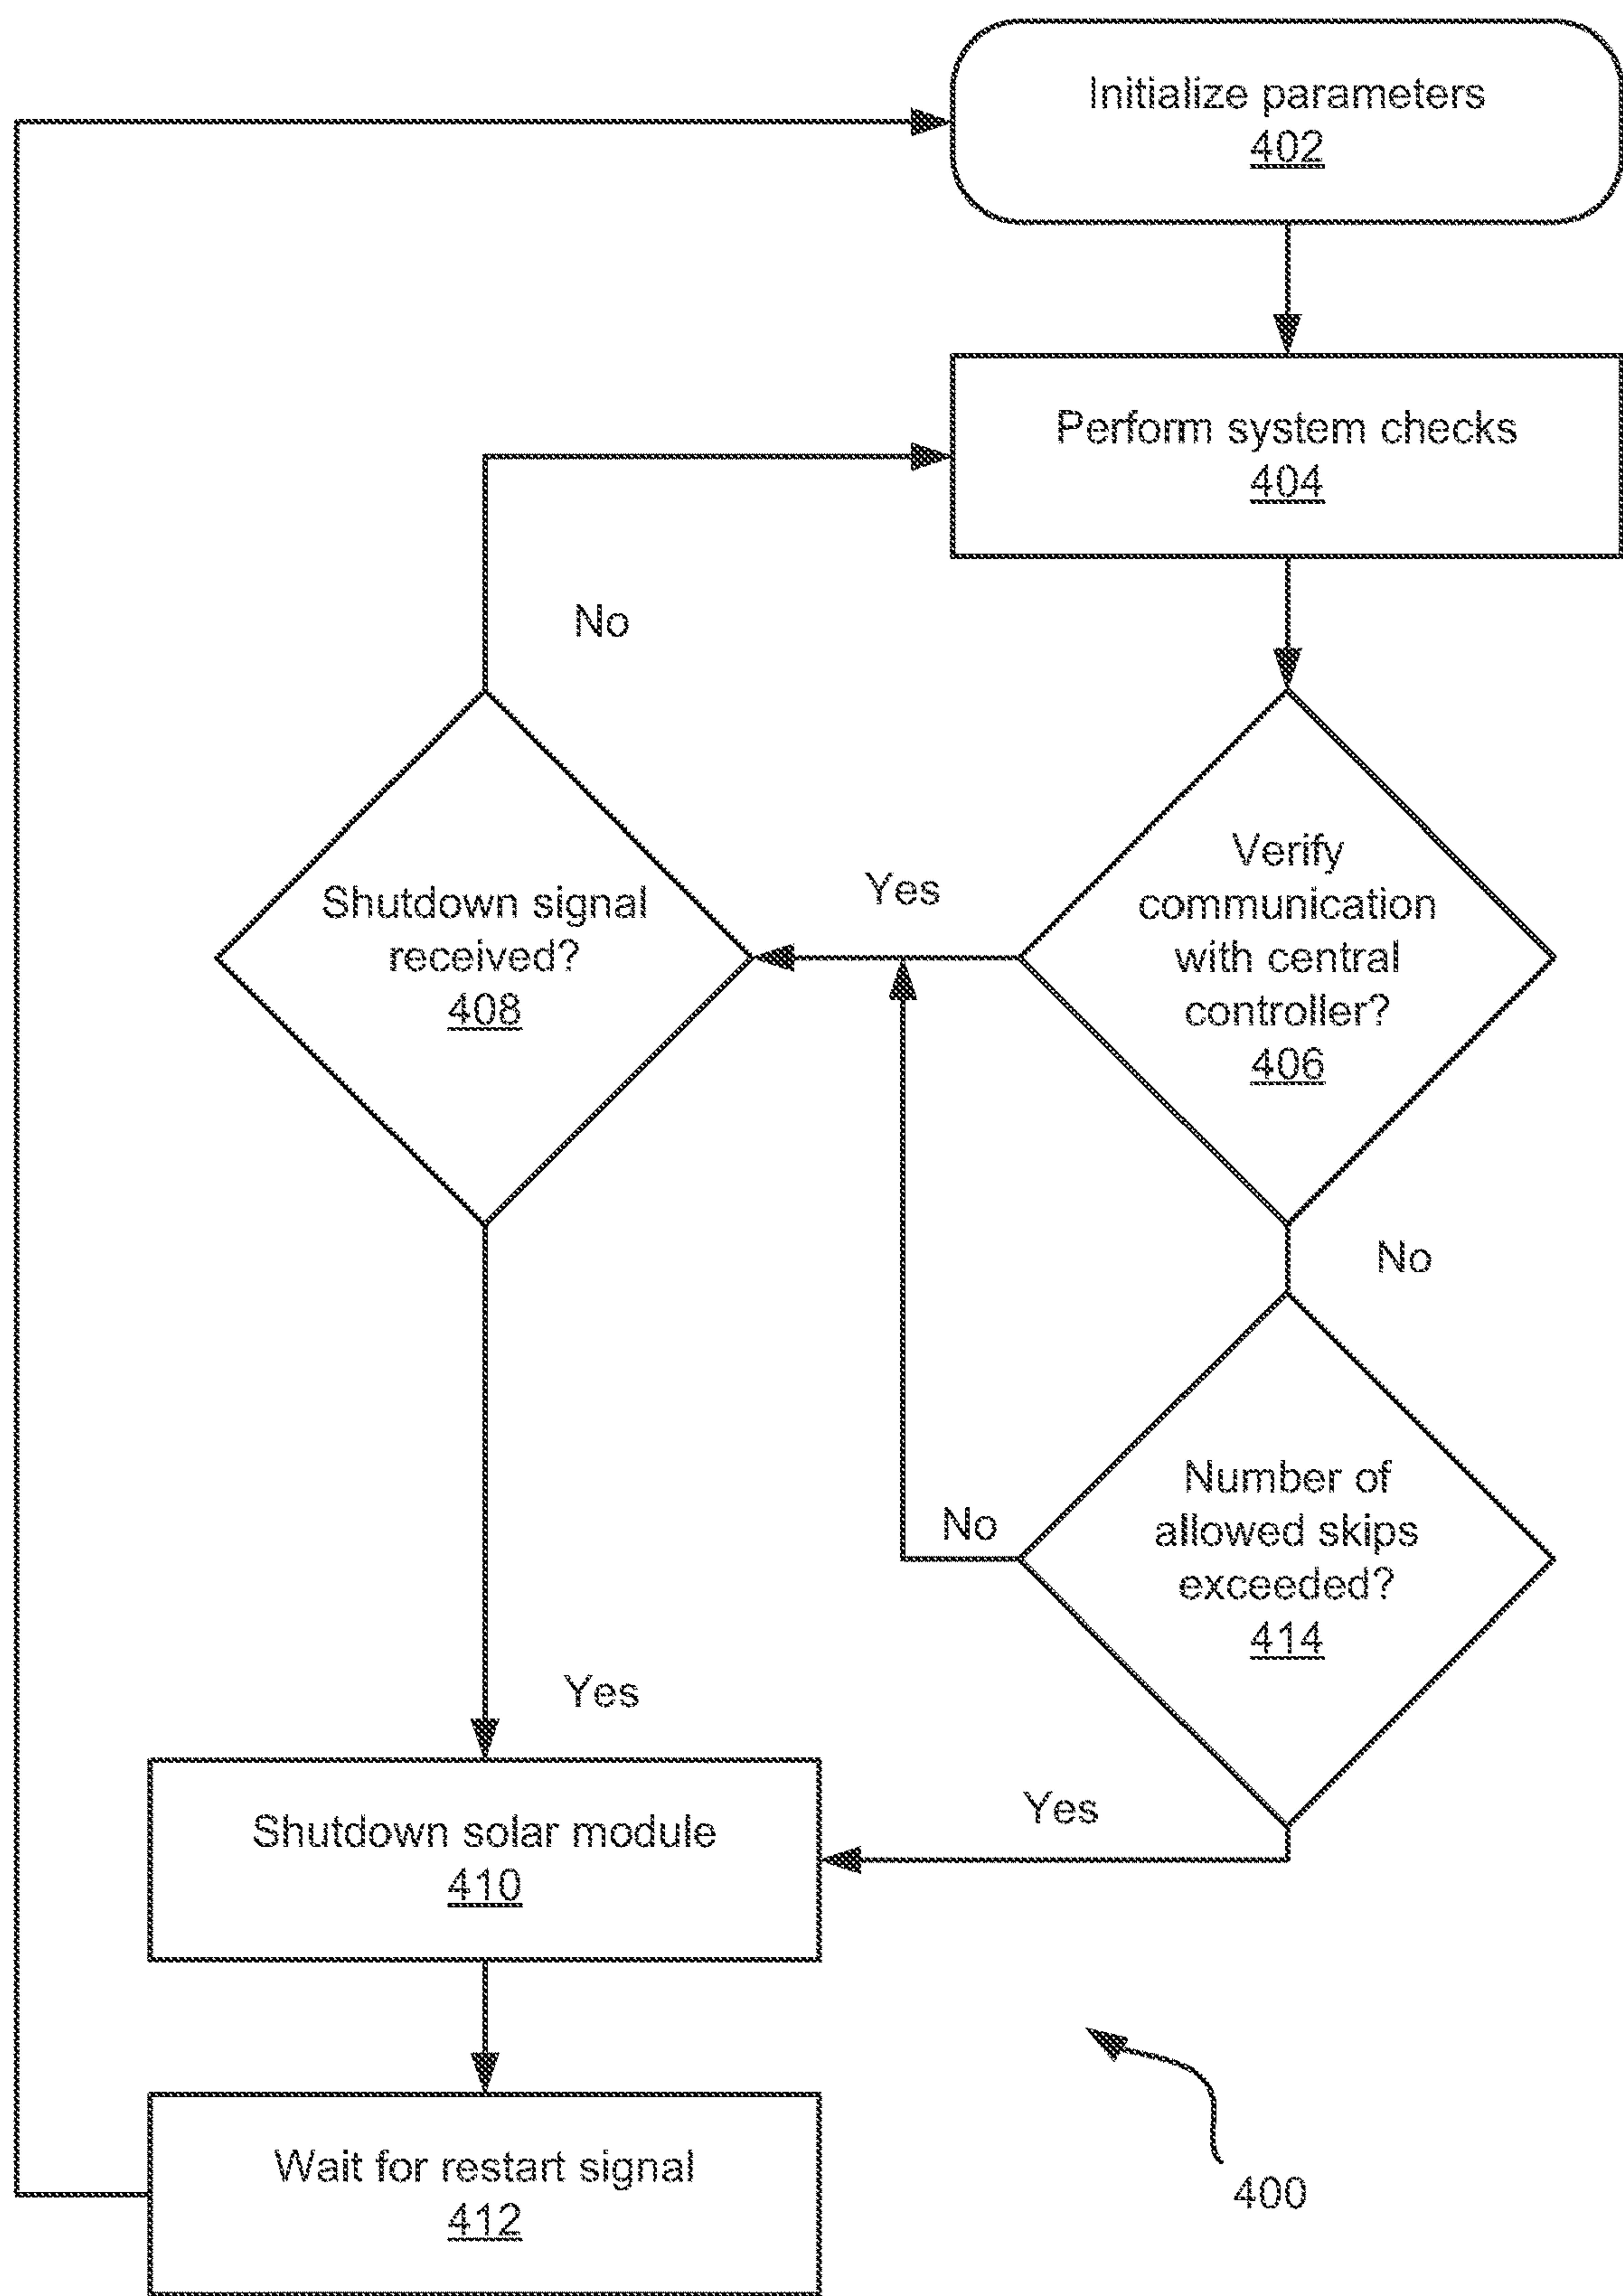 Initialize parameters
402
Perform system checks
404
No
Verify
communication
with central
controller?
406
Yes
Shutdown signal
received?
408
No
Number of
allowed skips
exceeded?
414
No
Yes
Yes
Shutdown solar module
410
Wait for restart signal
412
400